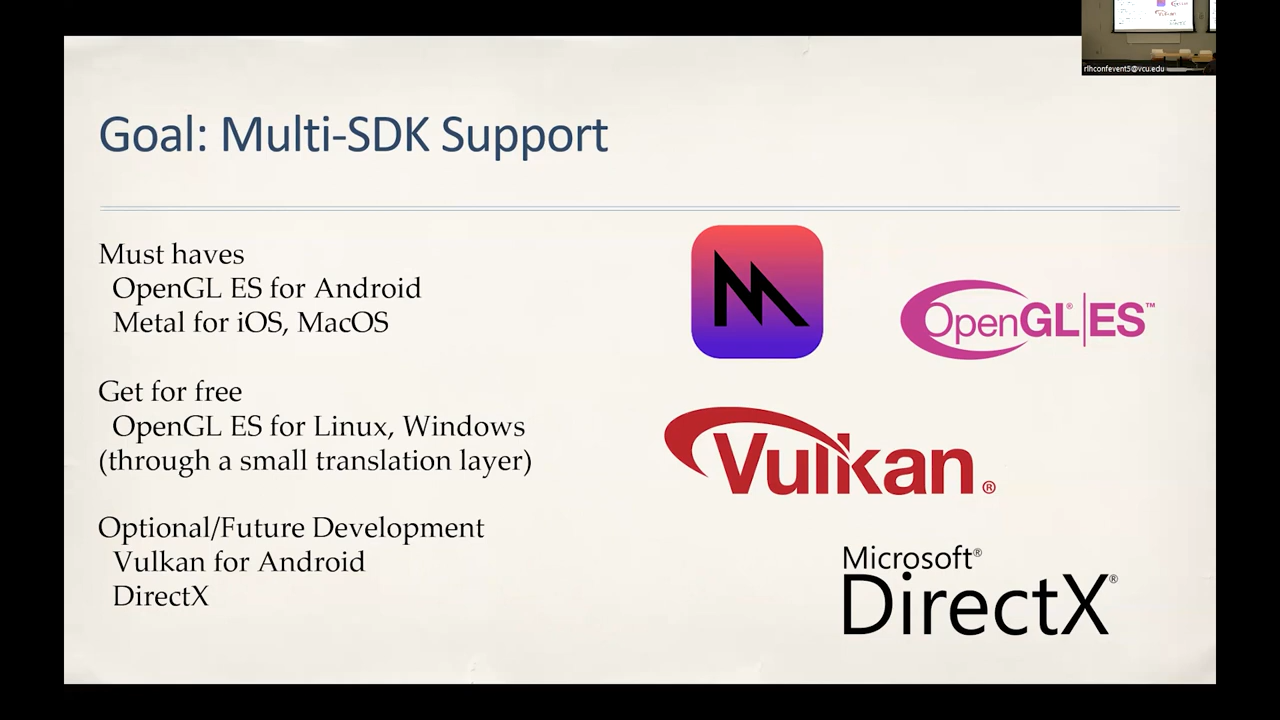 rlhconfevent5@vcu.edu
Goal: Multi-SDK Support
Must haves
OpenGL ES for Android
Metal for iOS, MacOS
Get for free
OpenGL ES for Linux, Windows
(through a small translation layer)
Optional/Future Development
Vulkan for Android
DirectX
OpenGL® ES™
Vulkan®
Microsoft®
DirectX®